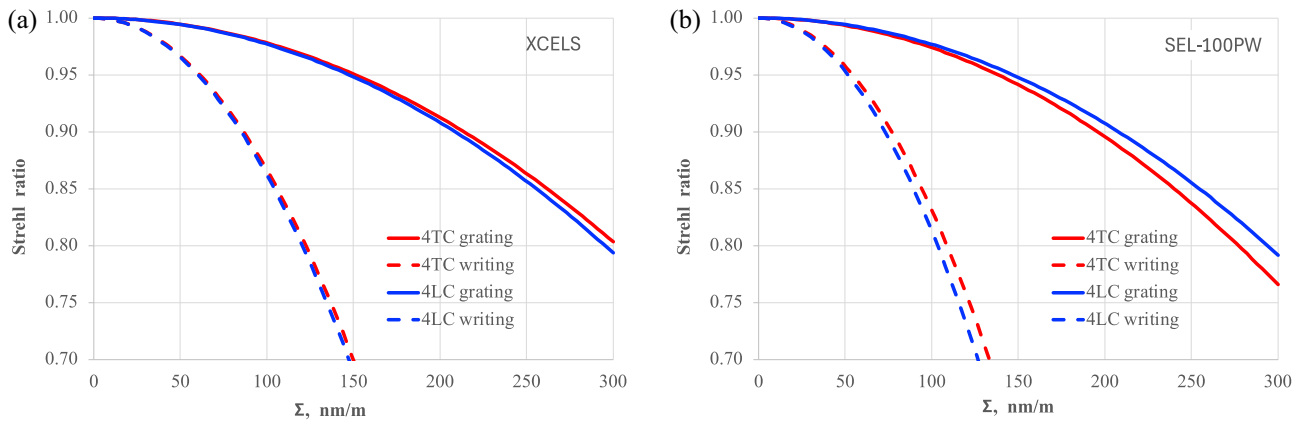 (a)
XCELS
Strehl ratio
1.00
0.95
0.90
0.85
0.80
0.75
0.70
0 50 100 150 200 250 300
Σ, nm/m
4TC grating
4TC writing
4LC grating
4LC writing
(b)
SEL-100PW
Strehl ratio
1.00
0.95
0.90
0.85
0.80
0.75
0.70
0 50 100 150 200 250 300
Σ, nm/m
4TC grating
4TC writing
4LC grating
4LC writing